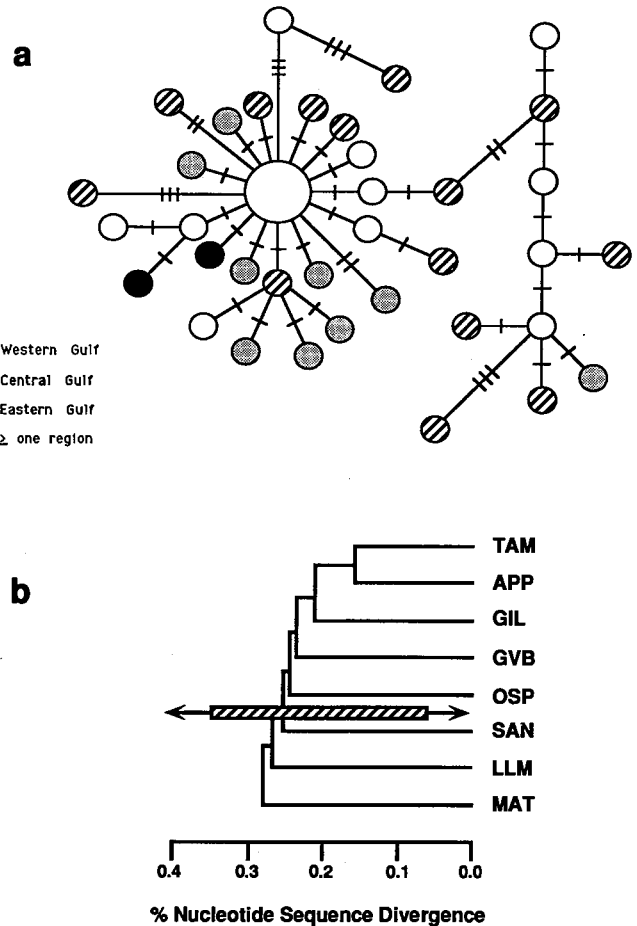 a
Western Gulf
Central Gulf
Eastern Gulf
≥ one region
b
TAM
APP
GIL
GVB
OSP
SAN
LLM
MAT
0.4 0.3 0.2 0.1 0.0
% Nucleotide Sequence Divergence